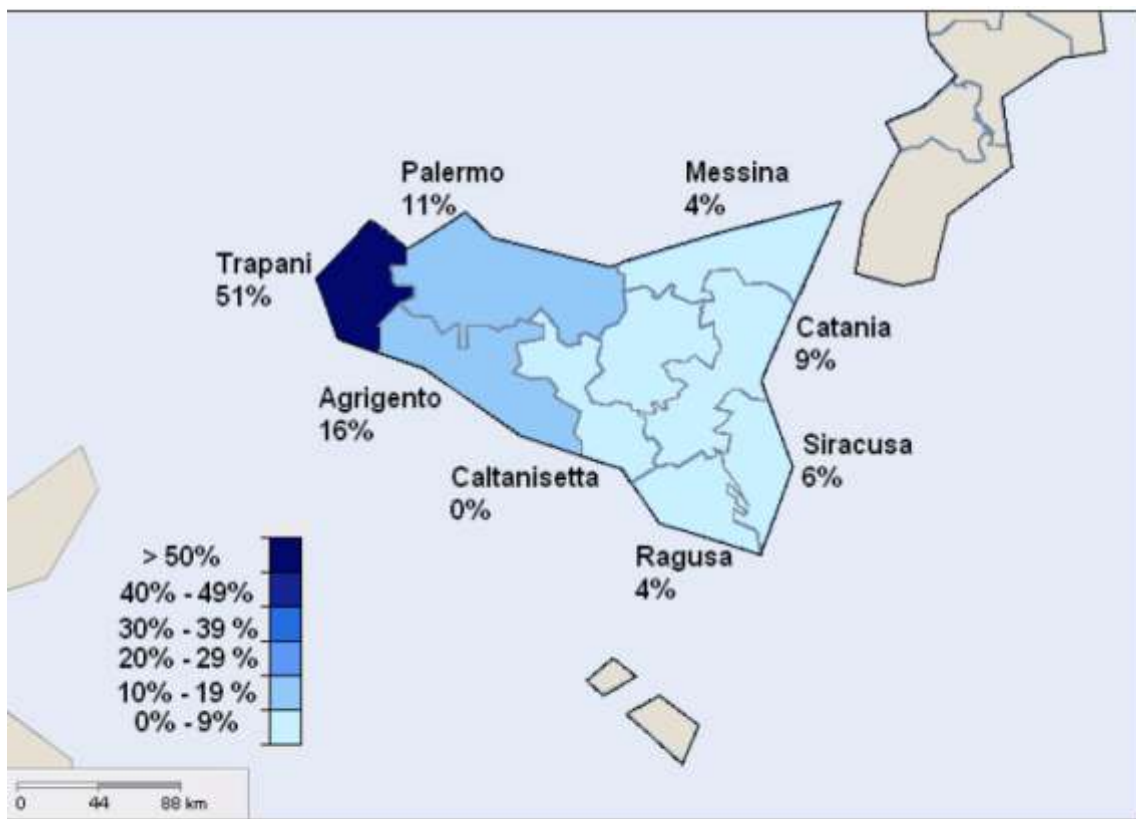 Palermo
11%
Messina
4%
Trapani
51%
Catania
9%
Agrigento
16%
Siracusa
6%
Caltanisetta
0%
Ragusa
4%
> 50%
40% - 49%
30% - 39 %
20% - 29 %
10% - 19 %
0% - 9%
0 44 88 km